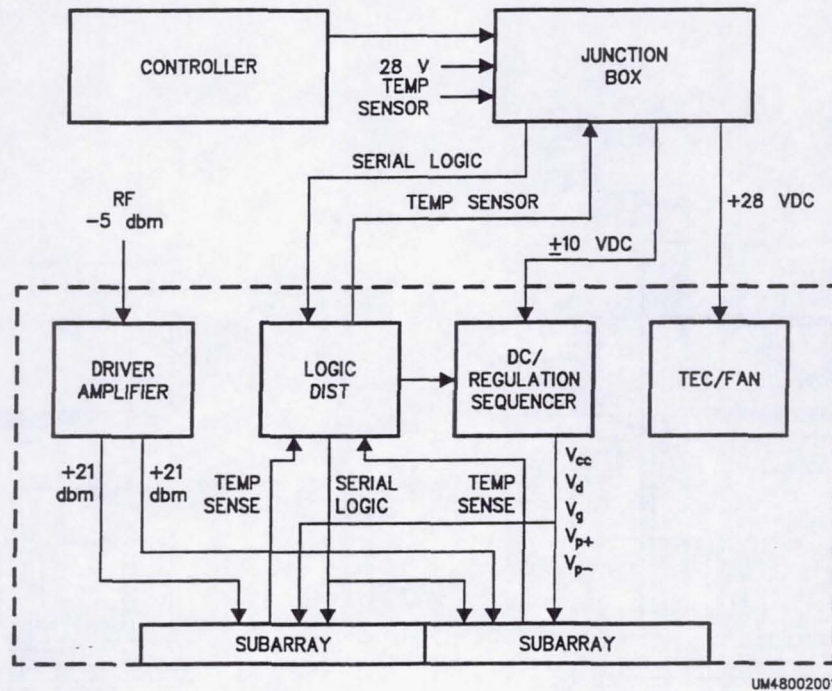 CONTROLLER
JUNCTION
BOX
28 V
TEMP
SENSOR
SERIAL LOGIC
TEMP SENSOR
+28 VDC
RF
−5 dbm
±10 VDC
DRIVER
AMPLIFIER
LOGIC
DIST
DC/
REGULATION
SEQUENCER
TEC/FAN
+21
dbm
+21
dbm
TEMP
SENSE
SERIAL
LOGIC
TEMP
SENSE
Vcc
Vd
Vg
Vp+
Vp−
SUBARRAY
SUBARRAY
UM48002001